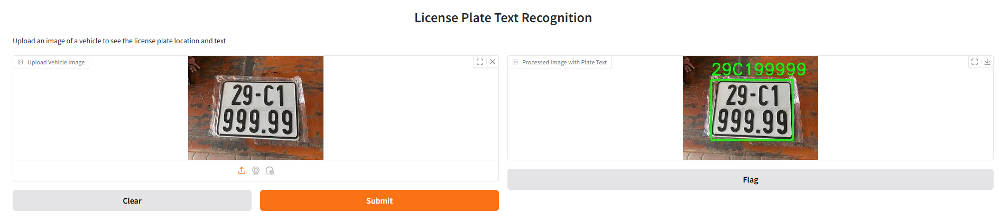 License Plate Text Recognition
Upload an image of a vehicle to see the license plate location and text
Upload Vehicle Image
29-C1
999.99
Clear
Submit
Processed Image with Plate Text
29C199999
29-C1
999.99
Flag